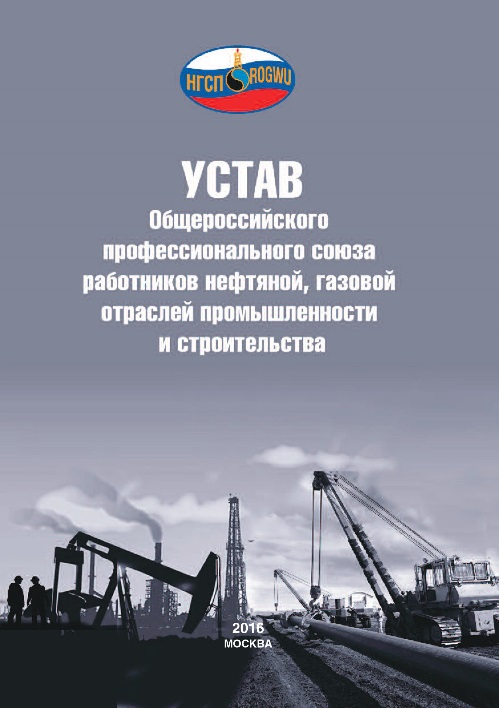 НГСП ROGWU
УСТАВ
Общероссийского
профессионального союза
работников нефтяной, газовой
отраслей промышленности
и строительства
2016
МОСКВА